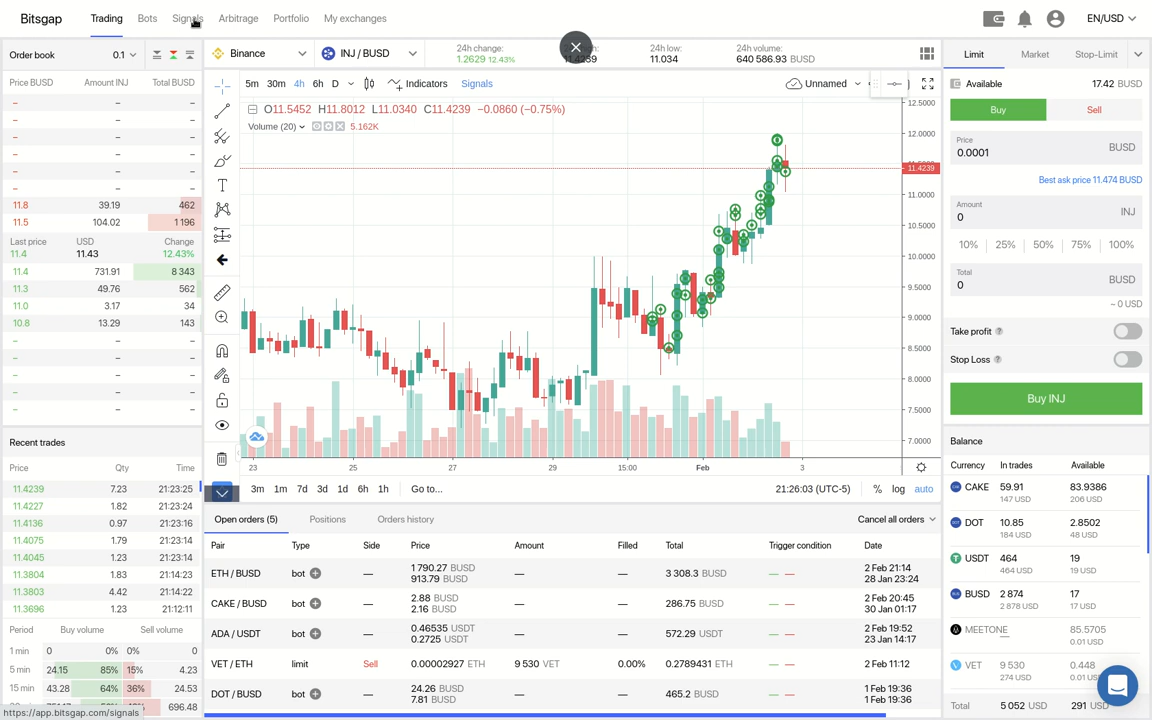 Bitsgap Trading Bots Signals Arbitrage Portfolio My exchanges EN/USD
Order book 0.1
Price BUSD Amount INJ Total BUSD
– – –
– – –
– – –
– – –
– – –
– – –
11.8 39.19 462
11.5 104.02 1 196
Last price USD Change
11.4 11.43 12.43%
11.4 731.91 8 343
11.3 49.76 562
11.0 3.17 34
10.8 13.29 143
– – –
– – –
– – –
– – –
– – –
Recent trades
Price Qty Time
11.4239 7.23 21:23:25
11.4227 1.82 21:23:24
11.4136 0.97 21:23:16
11.4075 1.79 21:23:14
11.4045 1.23 21:23:14
11.3804 1.83 21:14:23
11.3803 4.42 21:14:22
11.3696 1.23 21:12:11
Period Buy volume Sell volume
1 min 0 0% 0% 0
5 min 24.15 85% 15% 4.23
15 min 43.28 64% 36% 24.53
696.48
https://app.bitsgap.com/signals
Binance INJ / BUSD
24h change:
1.2629 12.43%
11.4239
24h low:
11.034
24h volume:
640 586.93 BUSD
5m 30m 4h 6h D Indicators Signals Unnamed
O11.5452 H11.8012 L11.0340 C11.4239 −0.0860 (−0.75%)
Volume (20) 5.162K
12.5000
12.0000
11.4239
11.0000
10.5000
10.0000
9.5000
9.0000
8.5000
8.0000
7.5000
7.0000
23 25 27 29 15:00 Feb 3
3m 1m 7d 3d 1d 6h 1h Go to... 21:26:03 (UTC-5) % log auto
Open orders (5) Positions Orders history Cancel all orders
Pair Type Side Price Amount Filled Total Trigger condition Date
ETH / BUSD bot — 1 790.27 BUSD — — 3 308.3 BUSD — — 2 Feb 21:14
913.79 BUSD 28 Jan 23:24
CAKE / BUSD bot — 2.88 BUSD — — 286.75 BUSD — — 2 Feb 20:45
2.16 BUSD 30 Jan 01:17
ADA / USDT bot — 0.46535 USDT — — 572.29 USDT — — 2 Feb 19:52
0.2725 USDT 23 Jan 14:17
VET / ETH limit Sell 0.00002927 ETH 9 530 VET 0.00% 0.2789431 ETH — — 2 Feb 11:12
DOT / BUSD bot — 24.26 BUSD — — 465.2 BUSD — — 1 Feb 19:36
7.81 BUSD 1 Feb 19:36
Limit Market Stop-Limit
Available 17.42 BUSD
Buy Sell
Price
0.0001 BUSD
Best ask price 11.474 BUSD
Amount
0 INJ
10% 25% 50% 75% 100%
Total
0 BUSD
~ 0 USD
Take profit ?
Stop Loss ?
Buy INJ
Balance
Currency In trades Available
CAKE 59.91 83.9386
147 USD 206 USD
DOT 10.85 2.8502
184 USD 48 USD
USDT 464 19
464 USD 19 USD
BUSD 2 874 17
2 878 USD 17 USD
MEETONE — 85.5705
0.01 USD
VET 9 530 0.448
274 USD 0.01
Total 5 052 USD 291 USD